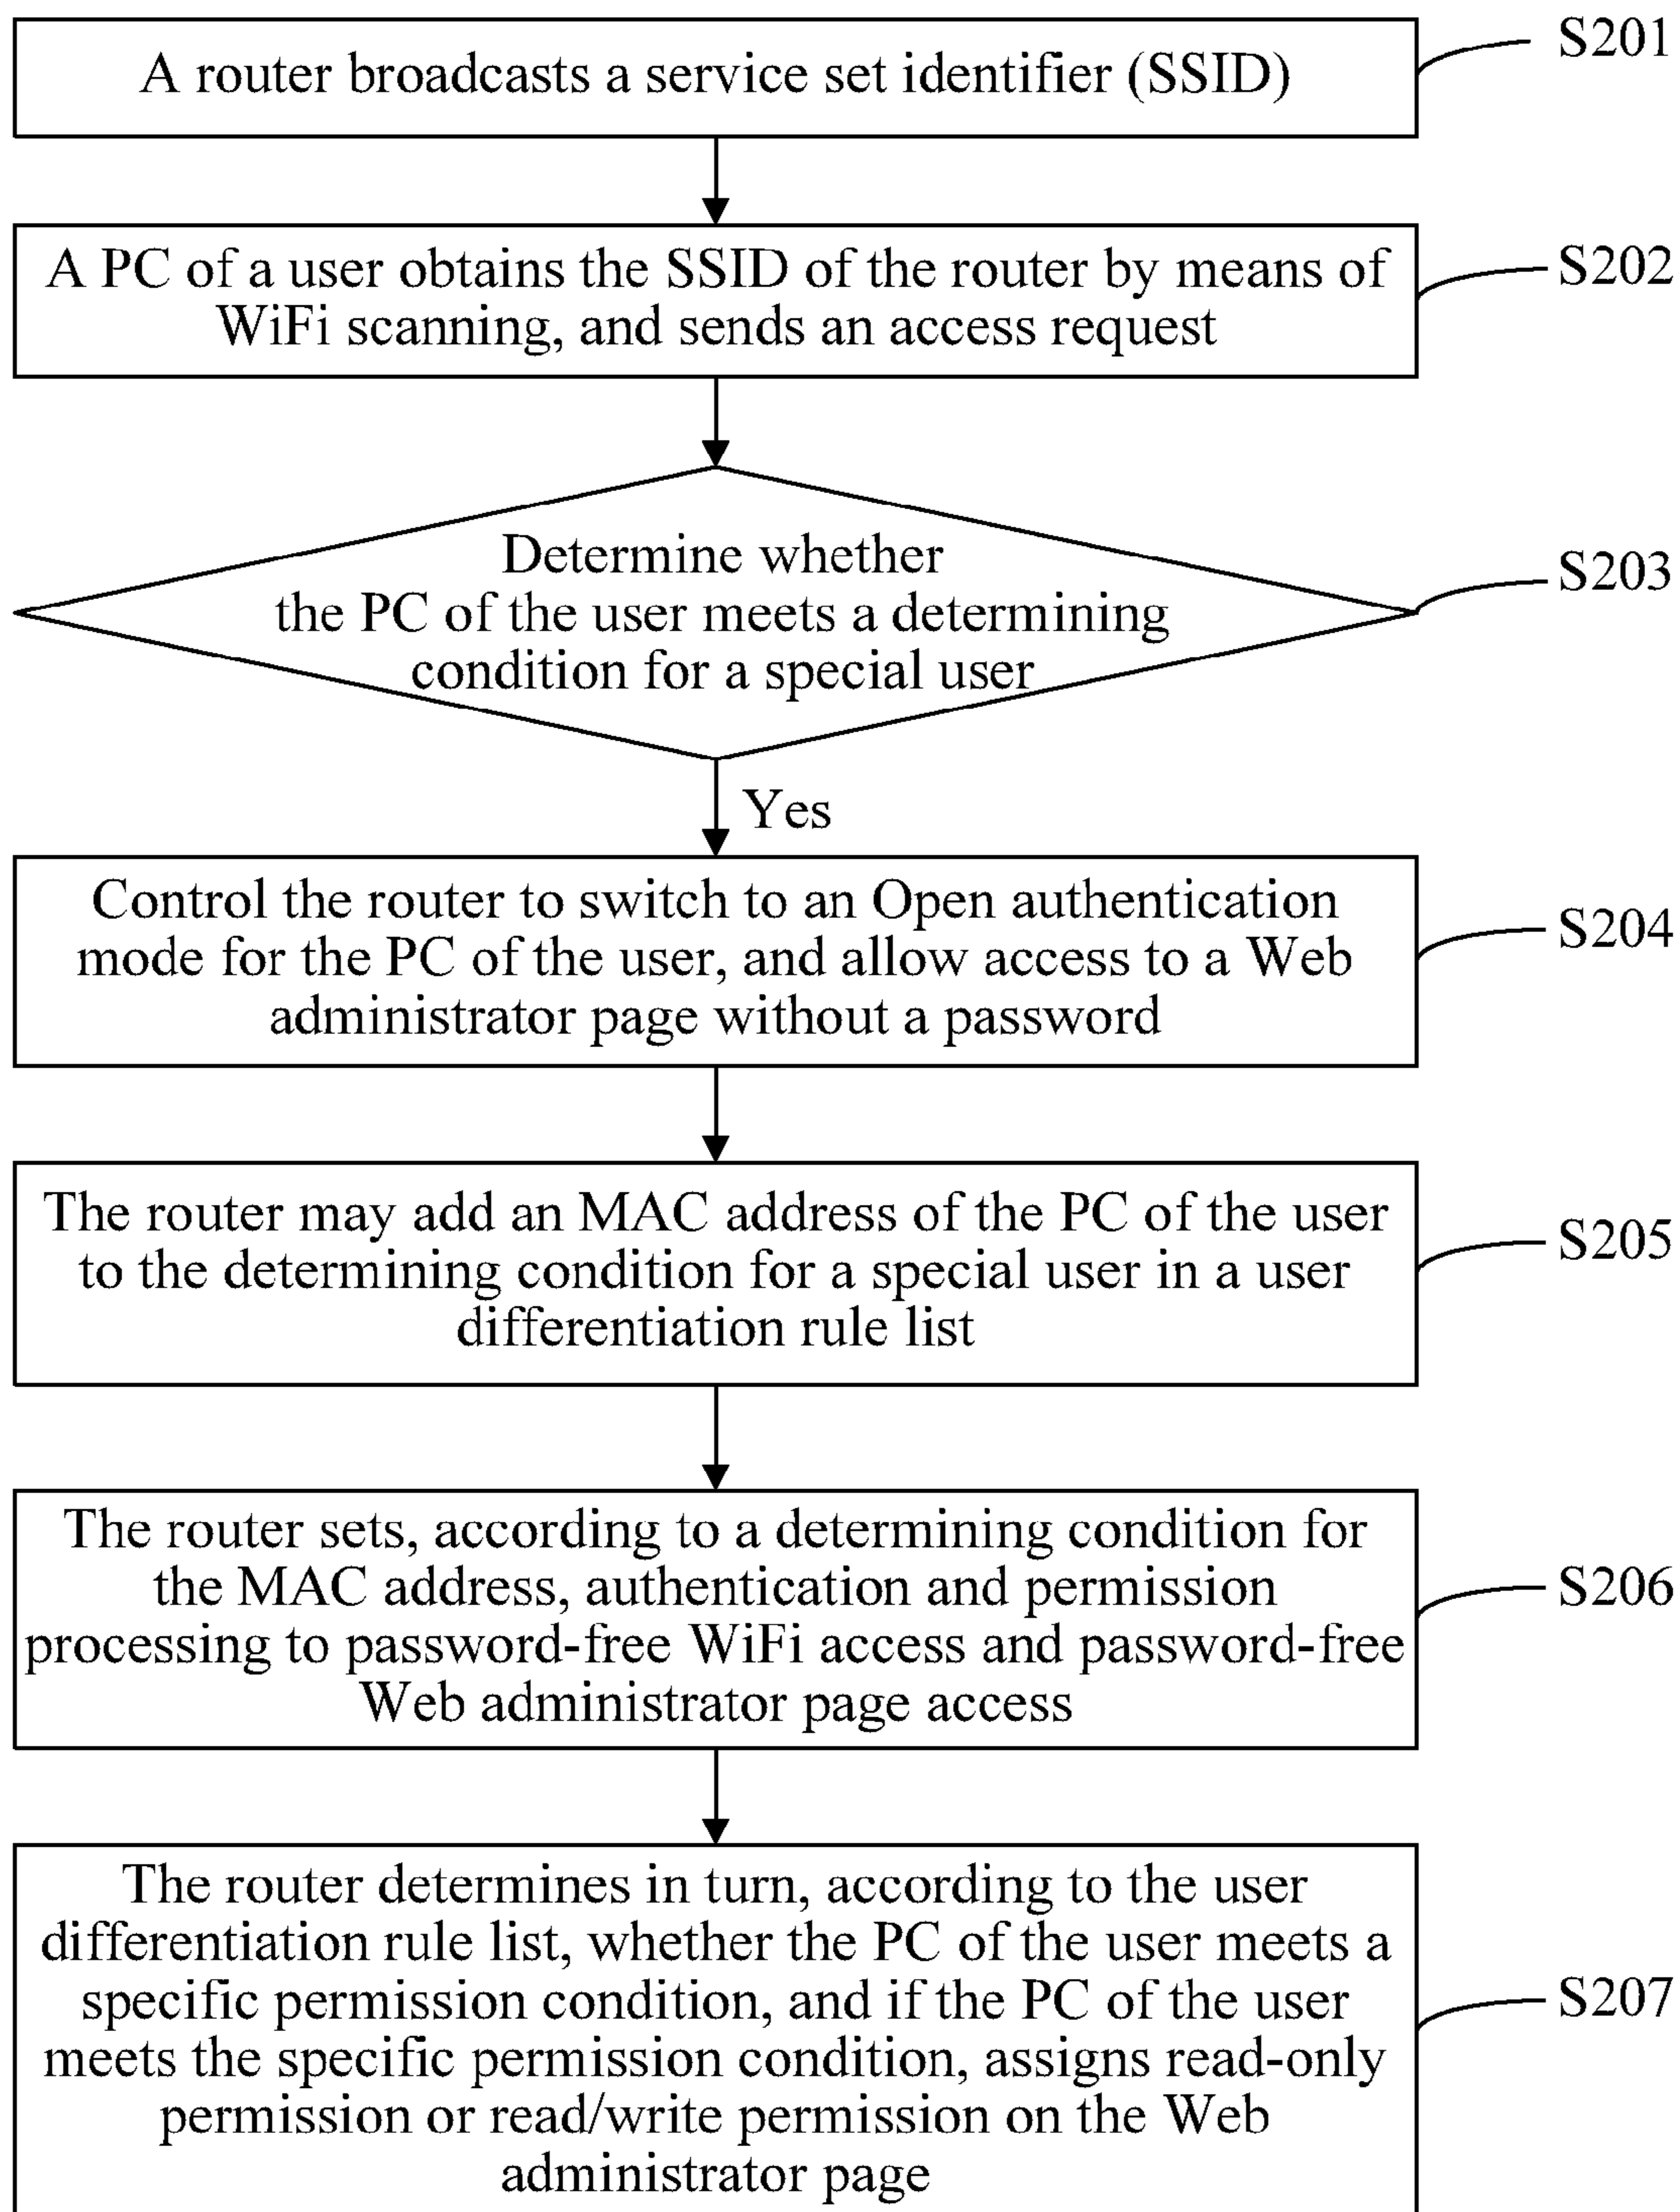 A router broadcasts a service set identifier (SSID)
S201
A PC of a user obtains the SSID of the router by means of
WiFi scanning, and sends an access request
S202
Determine whether
the PC of the user meets a determining
condition for a special user
S203
Yes
Control the router to switch to an Open authentication
mode for the PC of the user, and allow access to a Web
administrator page without a password
S204
The router may add an MAC address of the PC of the user
to the determining condition for a special user in a user
differentiation rule list
S205
The router sets, according to a determining condition for
the MAC address, authentication and permission
processing to password-free WiFi access and password-free
Web administrator page access
S206
The router determines in turn, according to the user
differentiation rule list, whether the PC of the user meets a
specific permission condition, and if the PC of the user
meets the specific permission condition, assigns read-only
permission or read/write permission on the Web
administrator page
S207